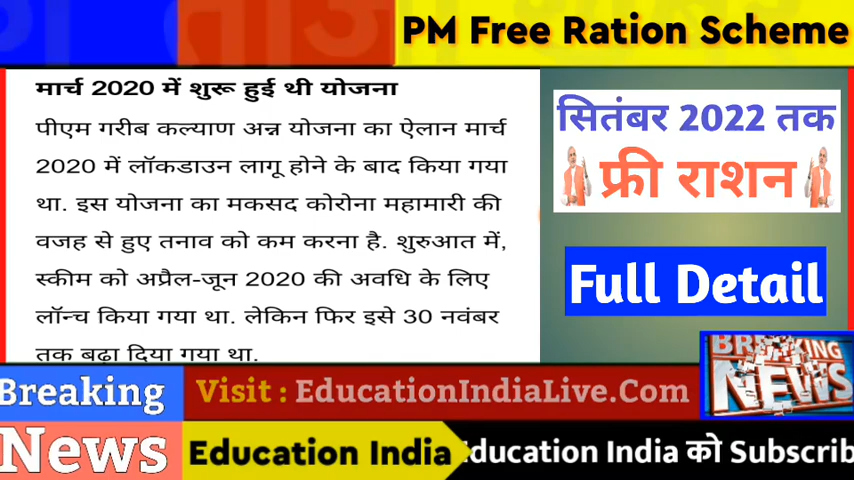 PM Free Ration Scheme
मार्च 2020 में शुरू हुई थी योजना
पीएम गरीब कल्याण अन्न योजना का ऐलान मार्च
2020 में लॉकडाउन लागू होने के बाद किया गया
था. इस योजना का मकसद कोरोना महामारी की
वजह से हुए तनाव को कम करना है. शुरुआत में,
स्कीम को अप्रैल-जून 2020 की अवधि के लिए
लॉन्च किया गया था. लेकिन फिर इसे 30 नवंबर
तक बढ़ा दिया गया था.
सितंबर 2022 तक
फ्री राशन
Full Detail
BREAKING
NEWS
Breaking
News
Visit : EducationIndiaLive.Com
Education India
ducation India को Subscrib